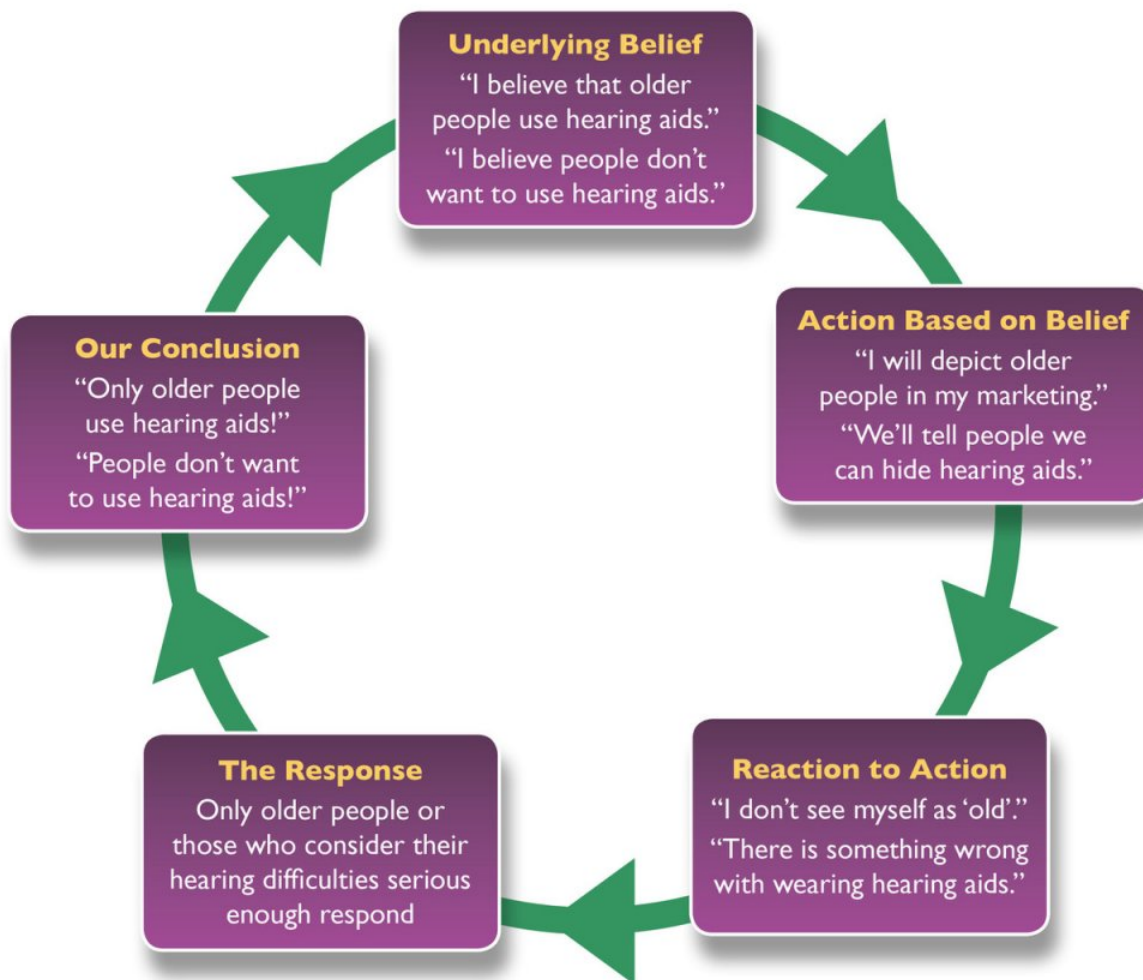 Underlying Belief
“I believe that older
people use hearing aids.”
“I believe people don’t
want to use hearing aids.”
Action Based on Belief
“I will depict older
people in my marketing.”
“We’ll tell people we
can hide hearing aids.”
Reaction to Action
“I don’t see myself as ‘old’.”
“There is something wrong
with wearing hearing aids.”
The Response
Only older people or
those who consider their
hearing difficulties serious
enough respond
Our Conclusion
“Only older people
use hearing aids!”
“People don’t want
to use hearing aids!”